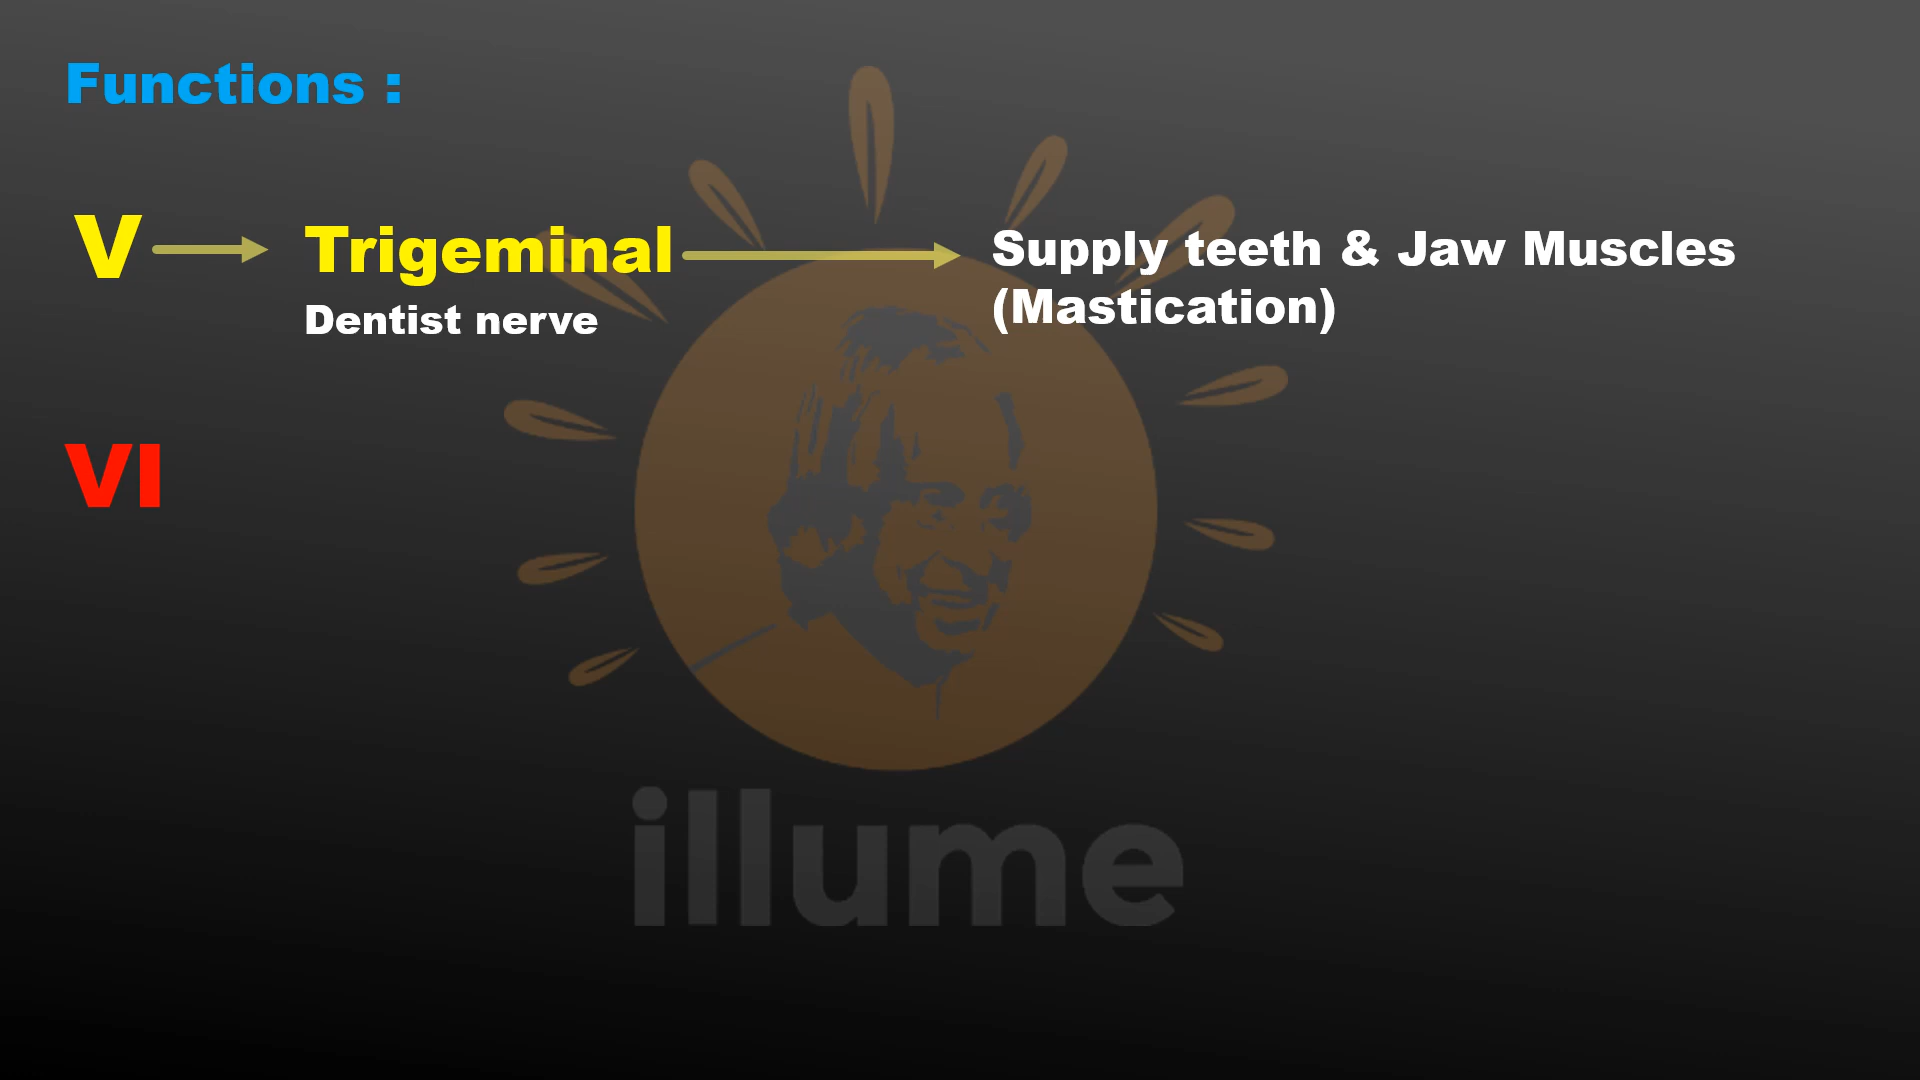 Functions :
V
Trigeminal
Dentist nerve
Supply teeth & Jaw Muscles
(Mastication)
VI
illume